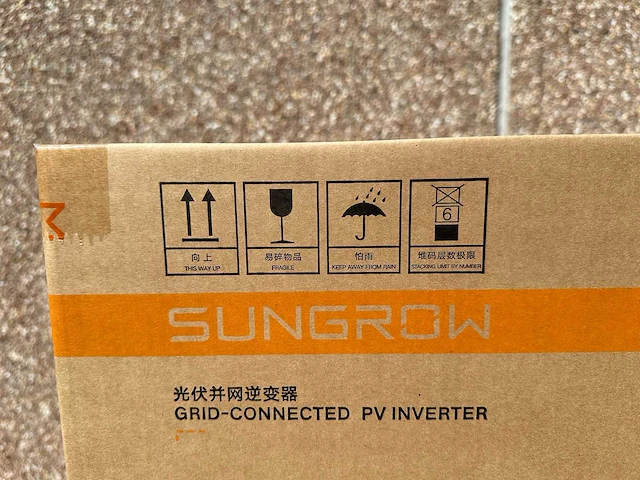 向上
THIS WAY UP
易碎物品
FRAGILE
怕雨
KEEP AWAY FROM RAIN
6
堆码层数极限
STACKING LIMIT BY NUMBER
SUNGROW
光伏并网逆变器
GRID-CONNECTED PV INVERTER